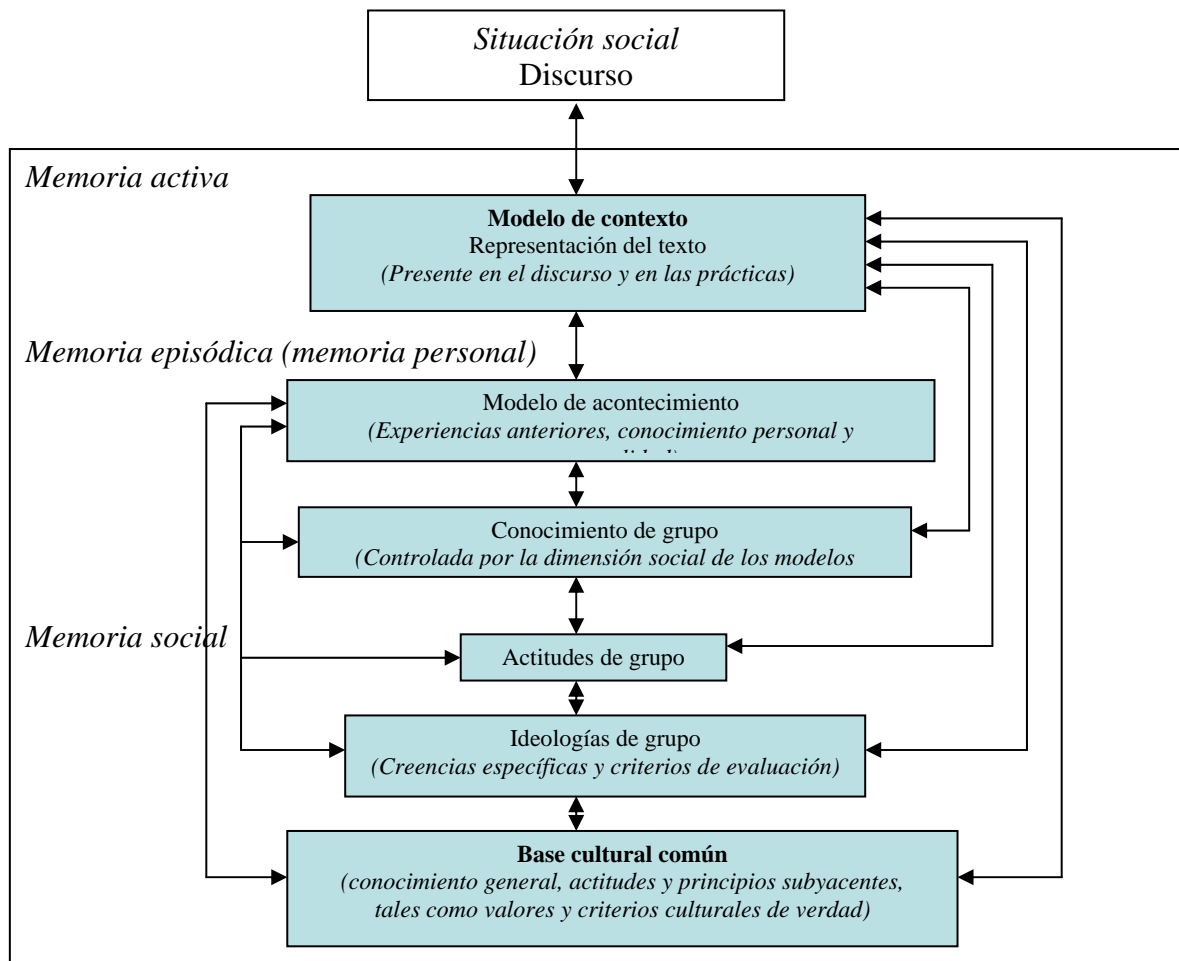 Situación social
Discurso
Memoria activa
Modelo de contexto
Representación del texto
(Presente en el discurso y en las prácticas)
Memoria episódica (memoria personal)
Modelo de acontecimiento
(Experiencias anteriores, conocimiento personal y
Conocimiento de grupo
(Controlada por la dimensión social de los modelos
Memoria social
Actitudes de grupo
Ideologías de grupo
(Creencias específicas y criterios de evaluación)
Base cultural común
(conocimiento general, actitudes y principios subyacentes,
tales como valores y criterios culturales de verdad)